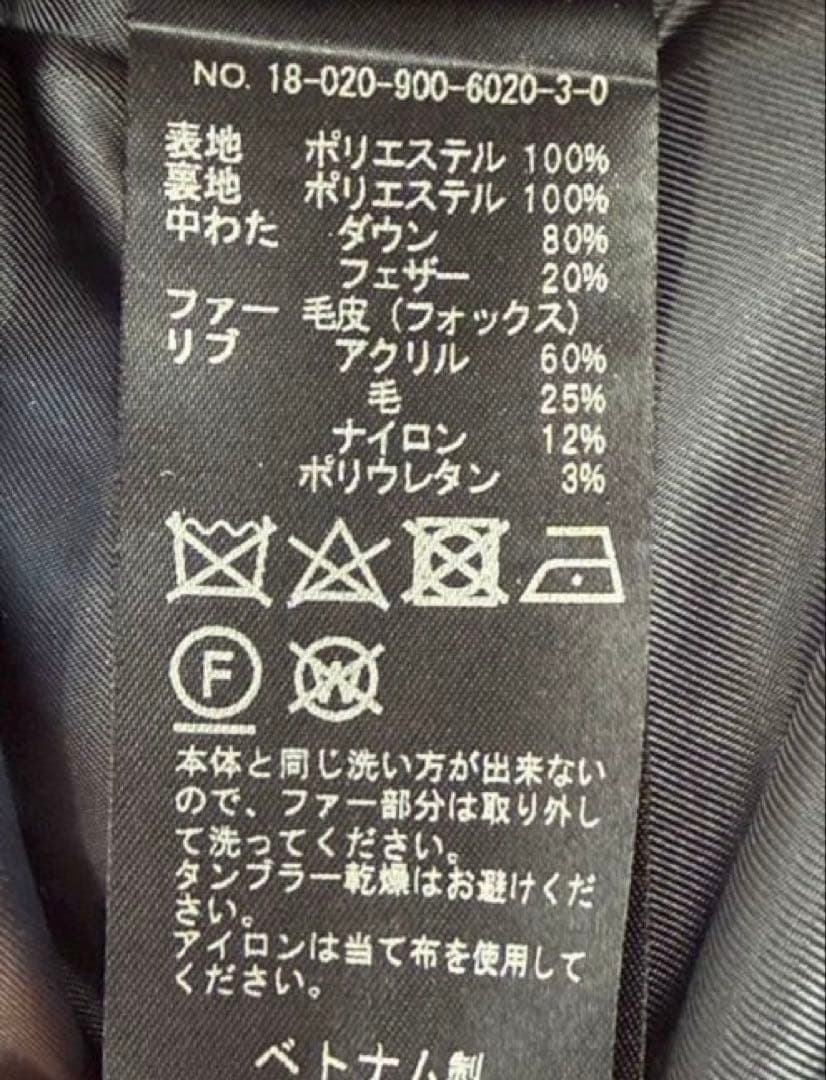 NO. 18-020-900-6020-3-0
表地 ポリエステル 100%
裏地 ポリエステル 100%
中わた ダウン 80%
フェザー 20%
ファー 毛皮（フォックス）
リブ アクリル 60%
毛 25%
ナイロン 12%
ポリウレタン 3%
F W
本体と同じ洗い方が出来ない
ので、ファー部分は取り外し
て洗ってください。
タンブラー乾燥はお避けくだ
さい。
アイロンは当て布を使用して
ください。
ベトナム製